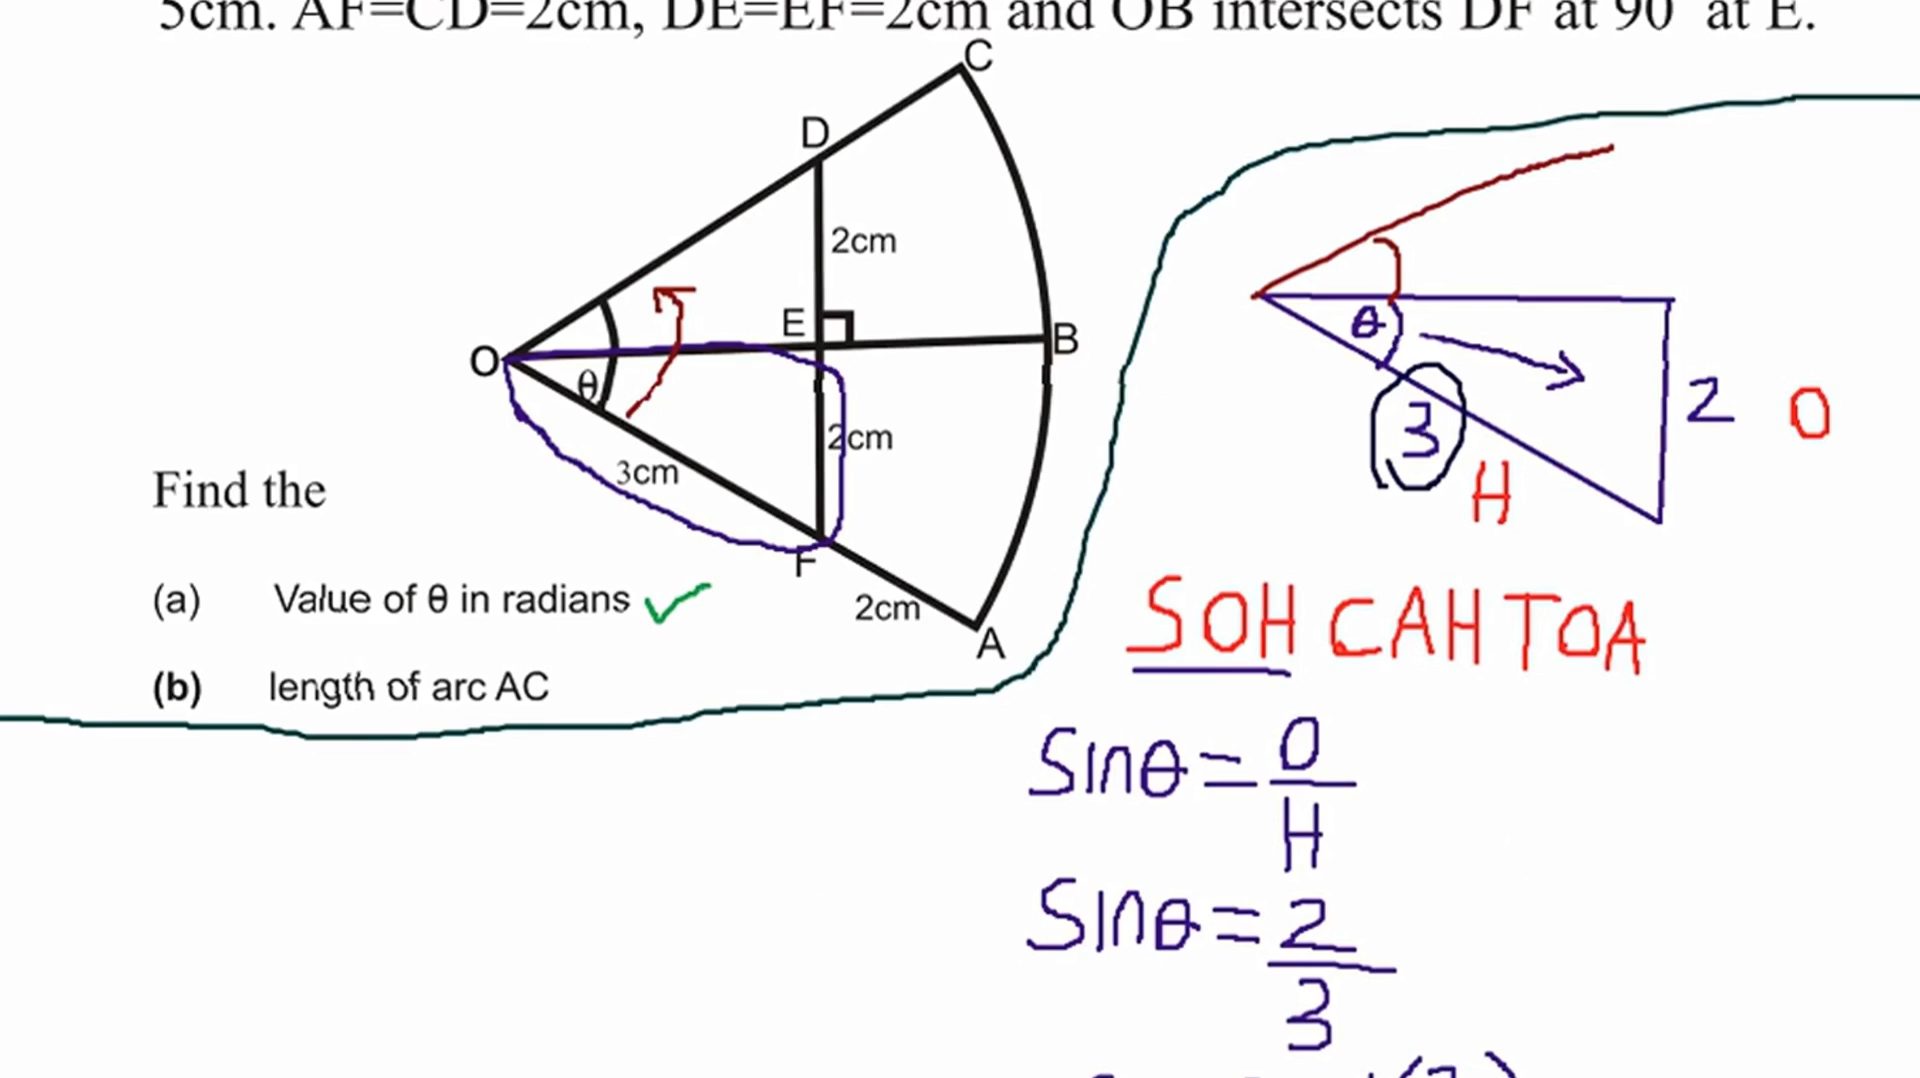 5cm. AF=CD=2cm, DE=EF=2cm and OB intersects DF at 90° at E.
C
D
2cm
E
B
O
θ
2cm
3cm
F
2cm
A
Find the
(a) Value of θ in radians
(b) length of arc AC
θ
3
H
2 O
SOH CAH TOA
Sinθ = O
H
Sinθ = 2
3